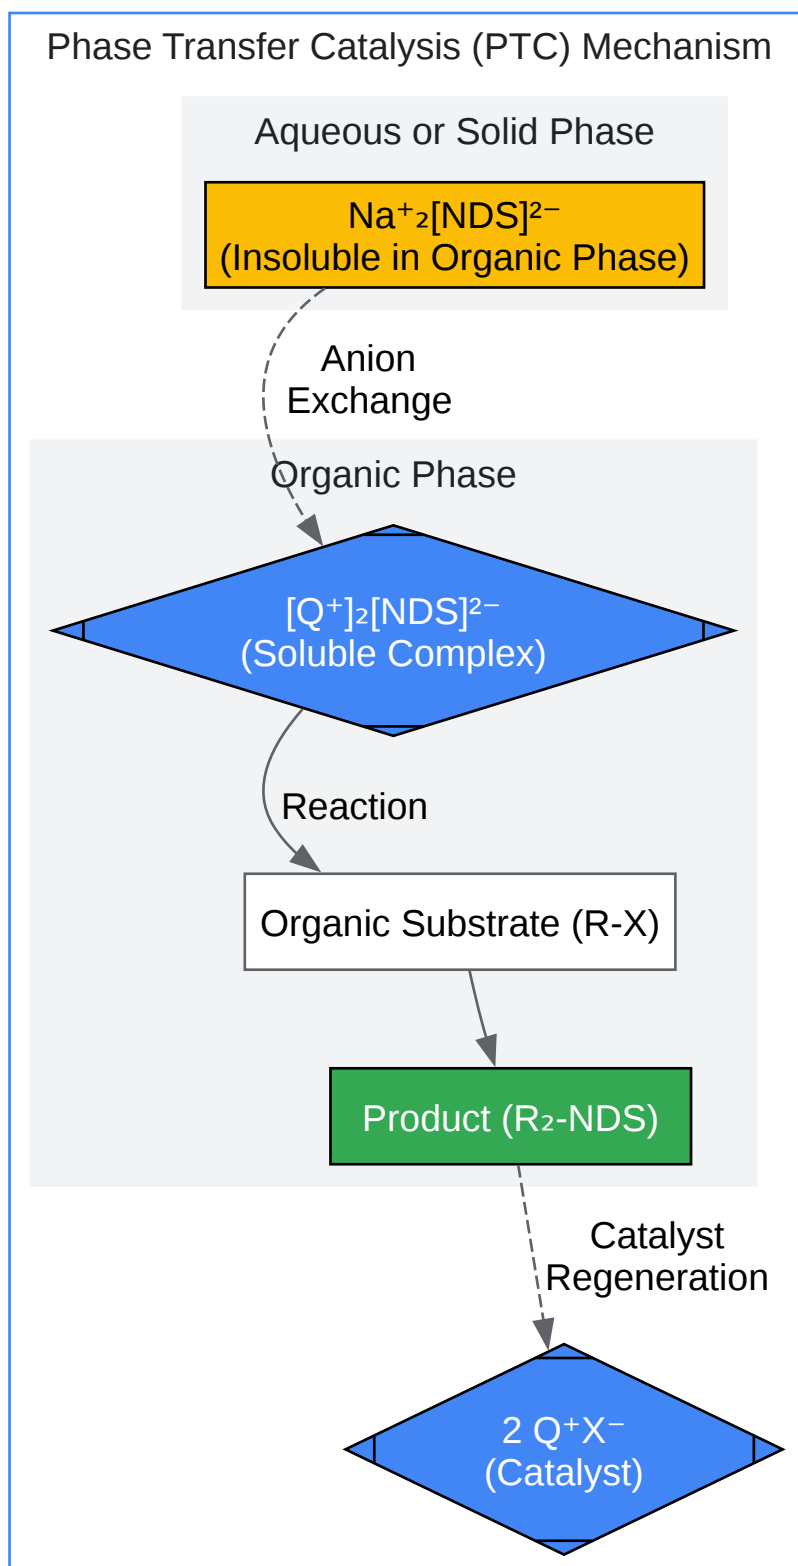 Phase Transfer Catalysis (PTC) Mechanism
Aqueous or Solid Phase
Na⁺₂[NDS]²⁻
(Insoluble in Organic Phase)
Anion
Exchange
Organic Phase
[Q⁺]₂[NDS]²⁻
(Soluble Complex)
Reaction
Organic Substrate (R-X)
Product (R₂-NDS)
Catalyst
Regeneration
2 Q⁺X⁻
(Catalyst)